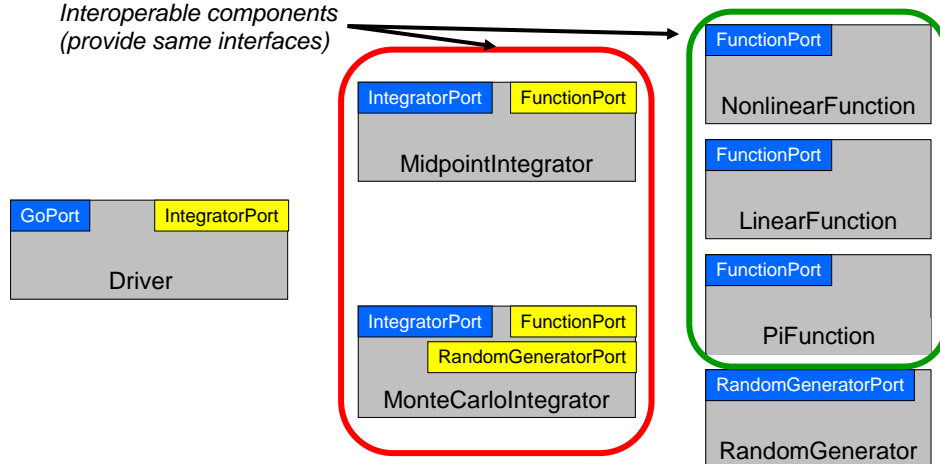 Interoperable components
(provide same interfaces)
FunctionPort
NonlinearFunction
IntegratorPort FunctionPort
MidpointIntegrator
FunctionPort
LinearFunction
GoPort IntegratorPort
Driver
FunctionPort
PiFunction
IntegratorPort FunctionPort
RandomGeneratorPort
MonteCarloIntegrator
RandomGeneratorPort
RandomGenerator